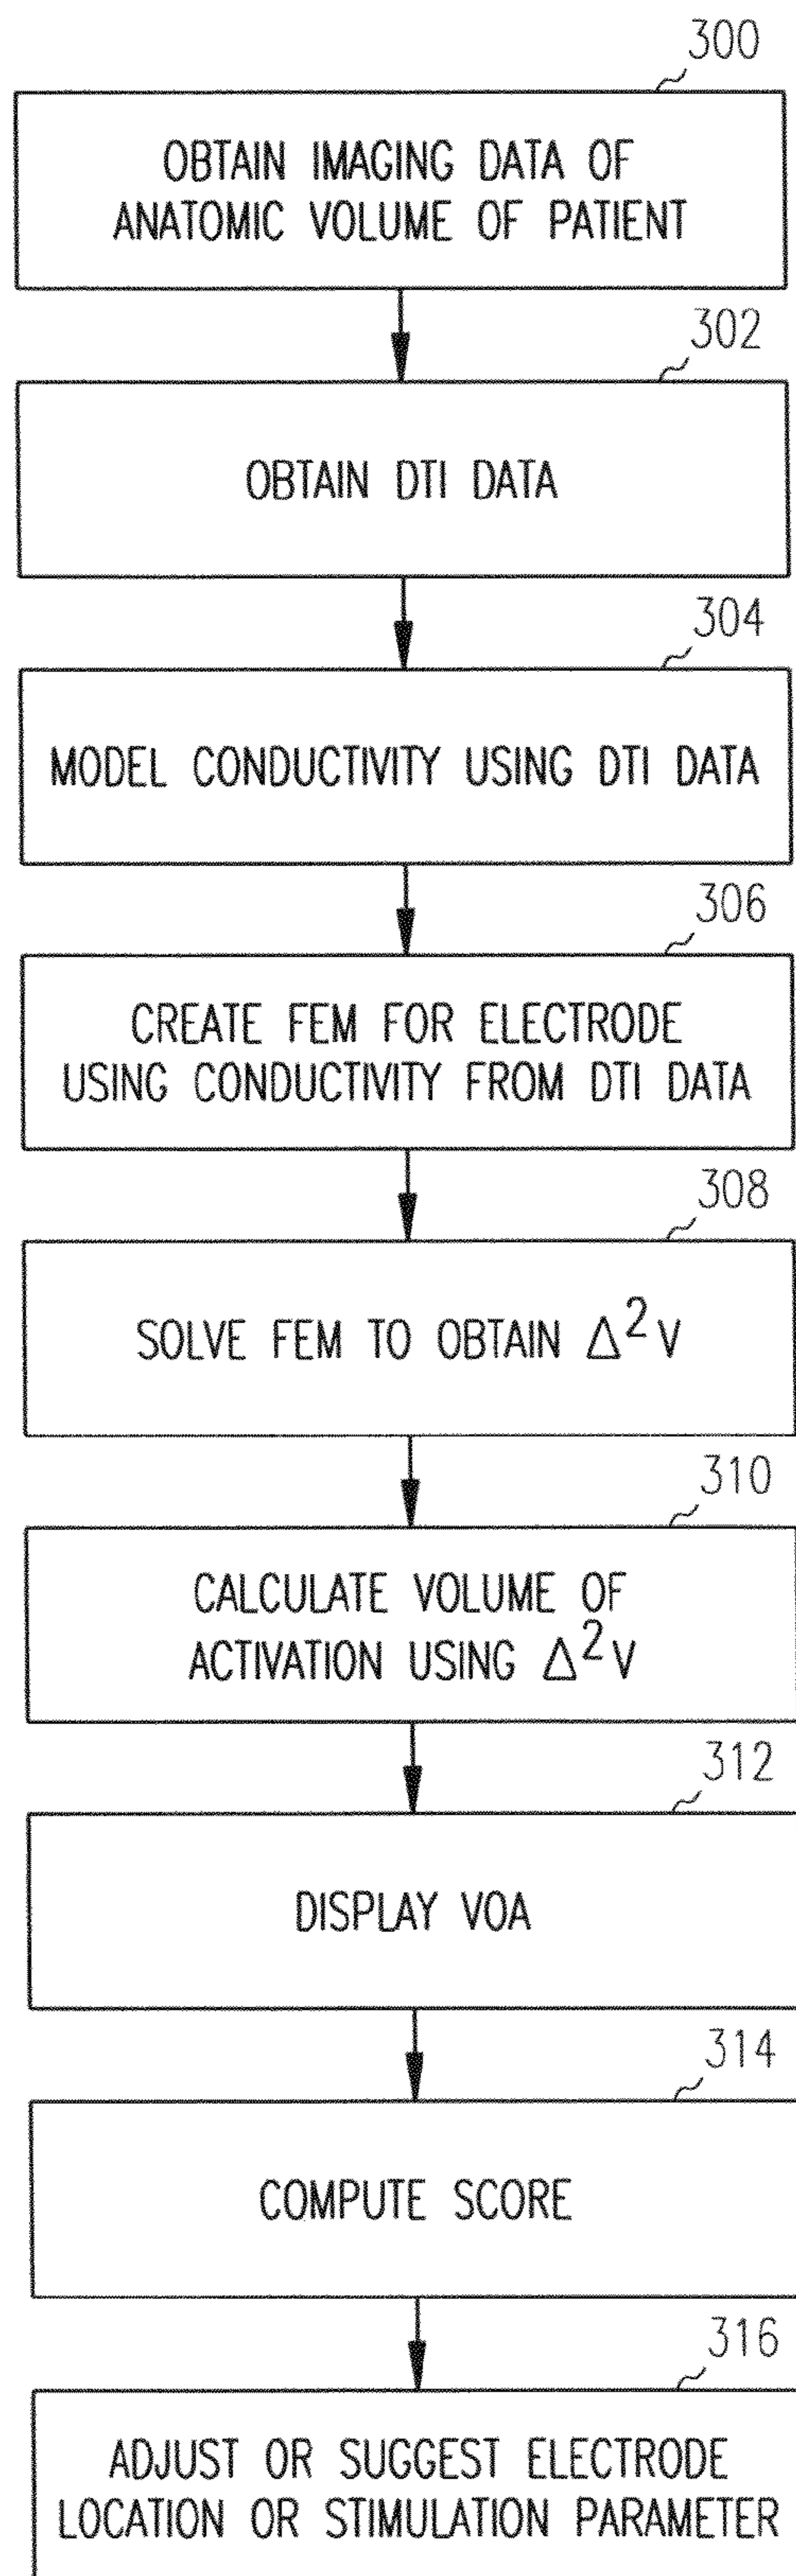 300
OBTAIN IMAGING DATA OF
ANATOMIC VOLUME OF PATIENT
302
OBTAIN DTI DATA
304
MODEL CONDUCTIVITY USING DTI DATA
306
CREATE FEM FOR ELECTRODE
USING CONDUCTIVITY FROM DTI DATA
308
SOLVE FEM TO OBTAIN Δ²V
310
CALCULATE VOLUME OF
ACTIVATION USING Δ²V
312
DISPLAY VOA
314
COMPUTE SCORE
316
ADJUST OR SUGGEST ELECTRODE
LOCATION OR STIMULATION PARAMETER